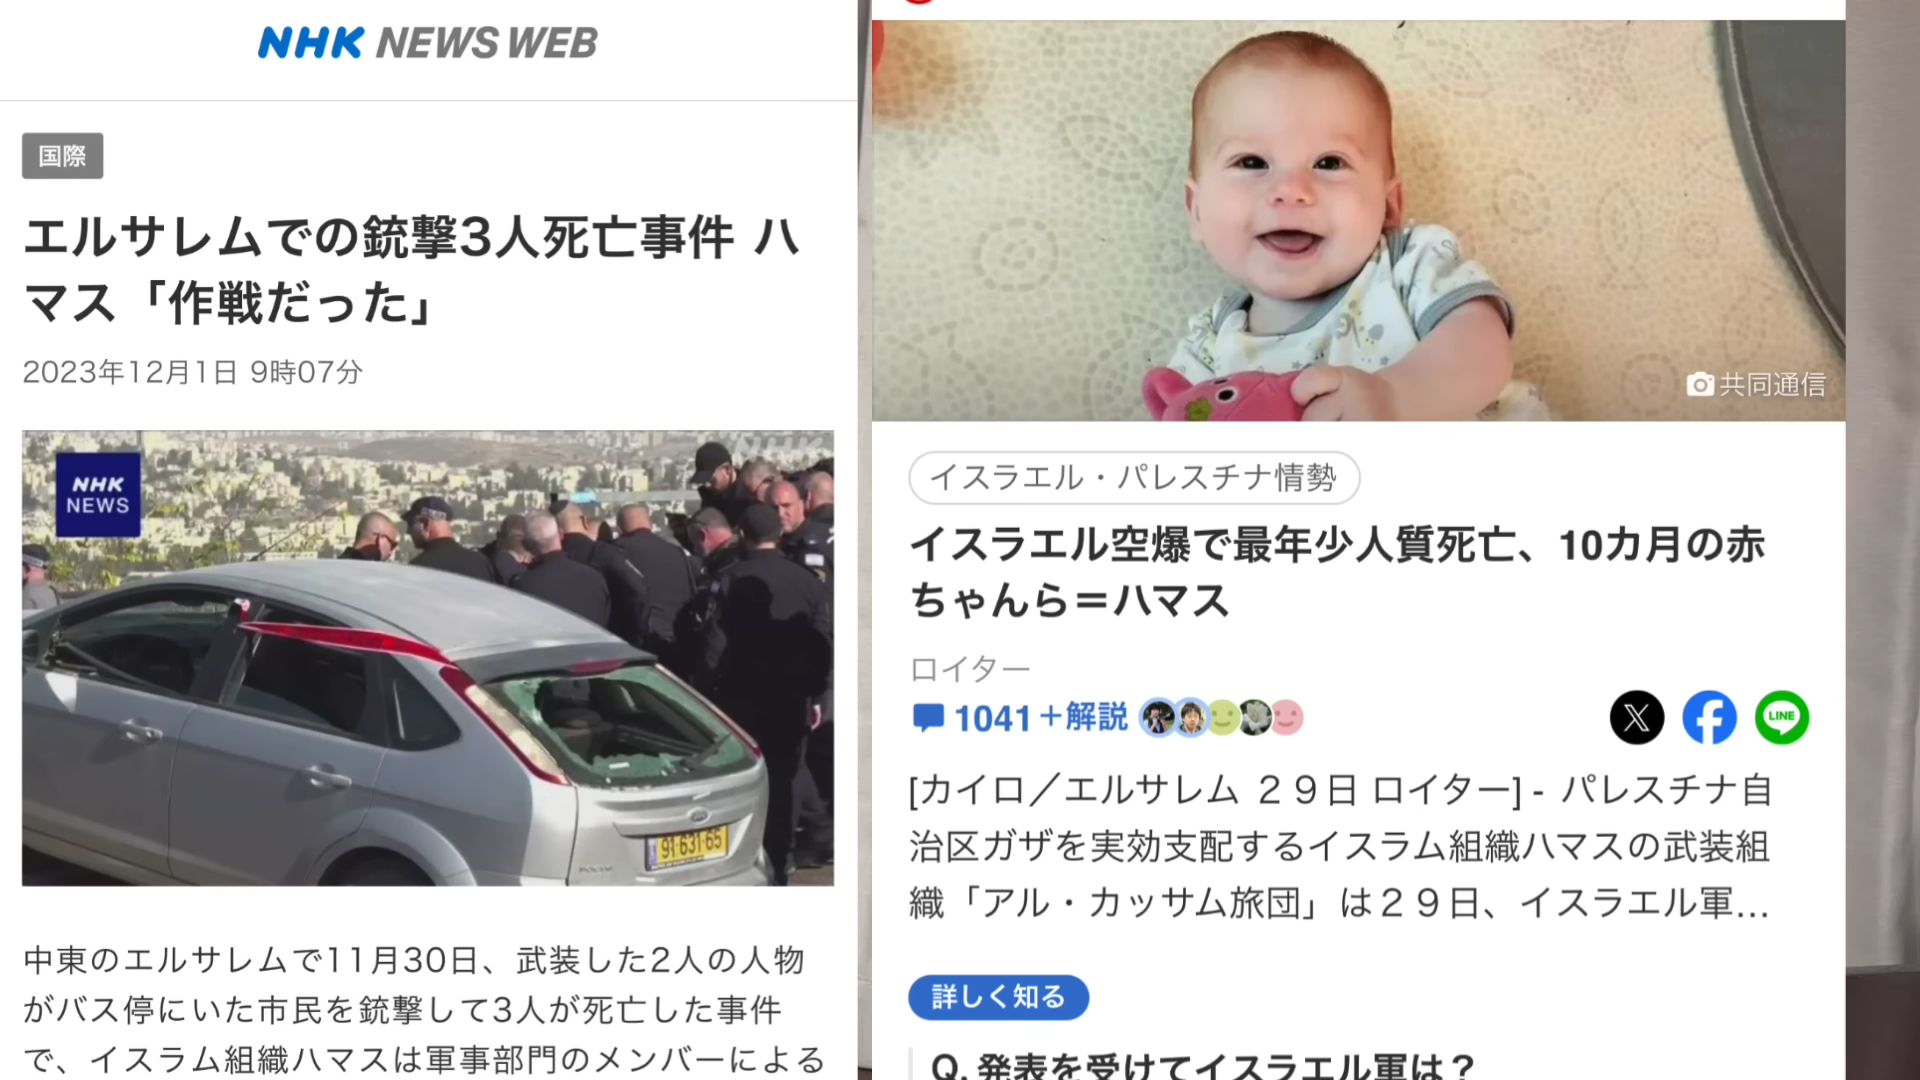 NHK NEWS WEB
国際
エルサレムでの銃撃3人死亡事件 ハ
マス「作戦だった」
2023年12月1日 9時07分
NHK
NHK
NEWS
91-631-65
中東のエルサレムで11月30日、武装した2人の人物
がバス停にいた市民を銃撃して3人が死亡した事件
で、イスラム組織ハマスは軍事部門のメンバーによる
共同通信
イスラエル・パレスチナ情勢
イスラエル空爆で最年少人質死亡、10カ月の赤
ちゃんら＝ハマス
ロイター
1041＋解説
LINE
[カイロ／エルサレム ２９日 ロイター] - パレスチナ自
治区ガザを実効支配するイスラム組織ハマスの武装組
織「アル・カッサム旅団」は２９日、イスラエル軍...
詳しく知る
Q. 発表を受けてイスラエル軍は？